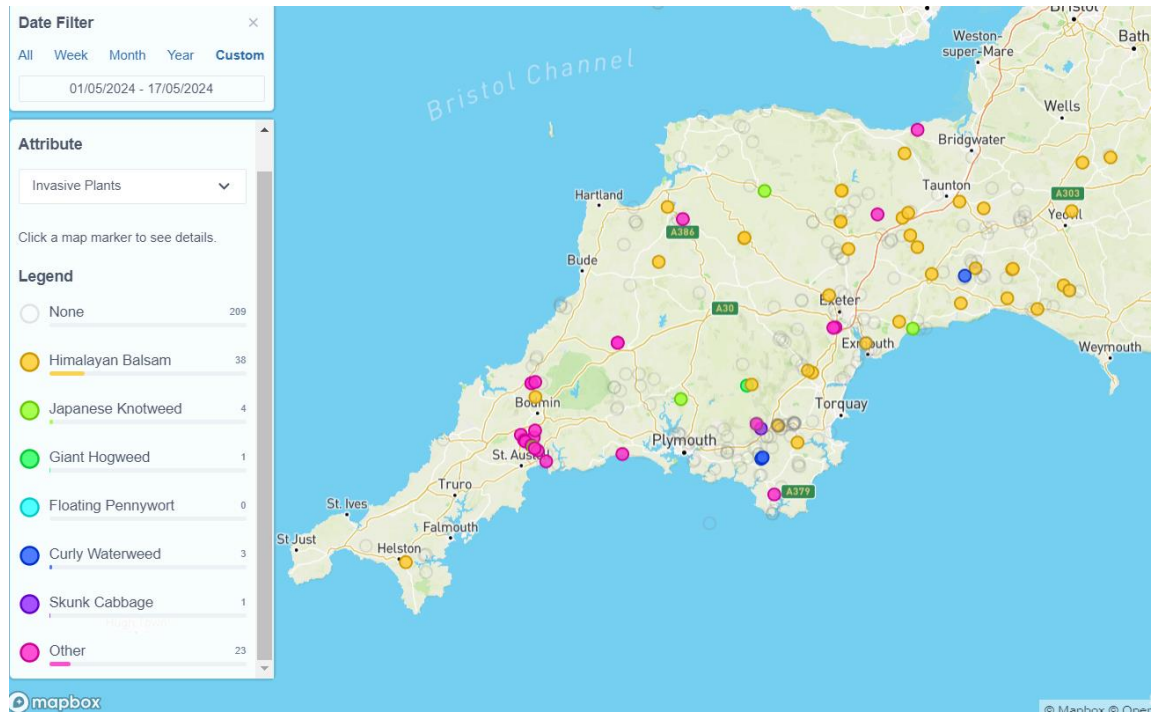 Date Filter ×
All Week Month Year Custom
01/05/2024 - 17/05/2024
Attribute
Invasive Plants
Click a map marker to see details.
Legend
None 209
Himalayan Balsam 38
Japanese Knotweed 4
Giant Hogweed 1
Floating Pennywort 0
Curly Waterweed 3
Skunk Cabbage 1
Other 23
mapbox
Bristol
Bath
Weston-
super-Mare
Bristol Channel
Wells
Bridgwater
Hartland
Taunton
A303
Yeovil
A386
Bude
A30
Exeter
Exmouth
Weymouth
Bodmin
Torquay
Plymouth
St. Austell
A379
Truro
St. Ives
Falmouth
St Just
Helston
© Mapbox © Open